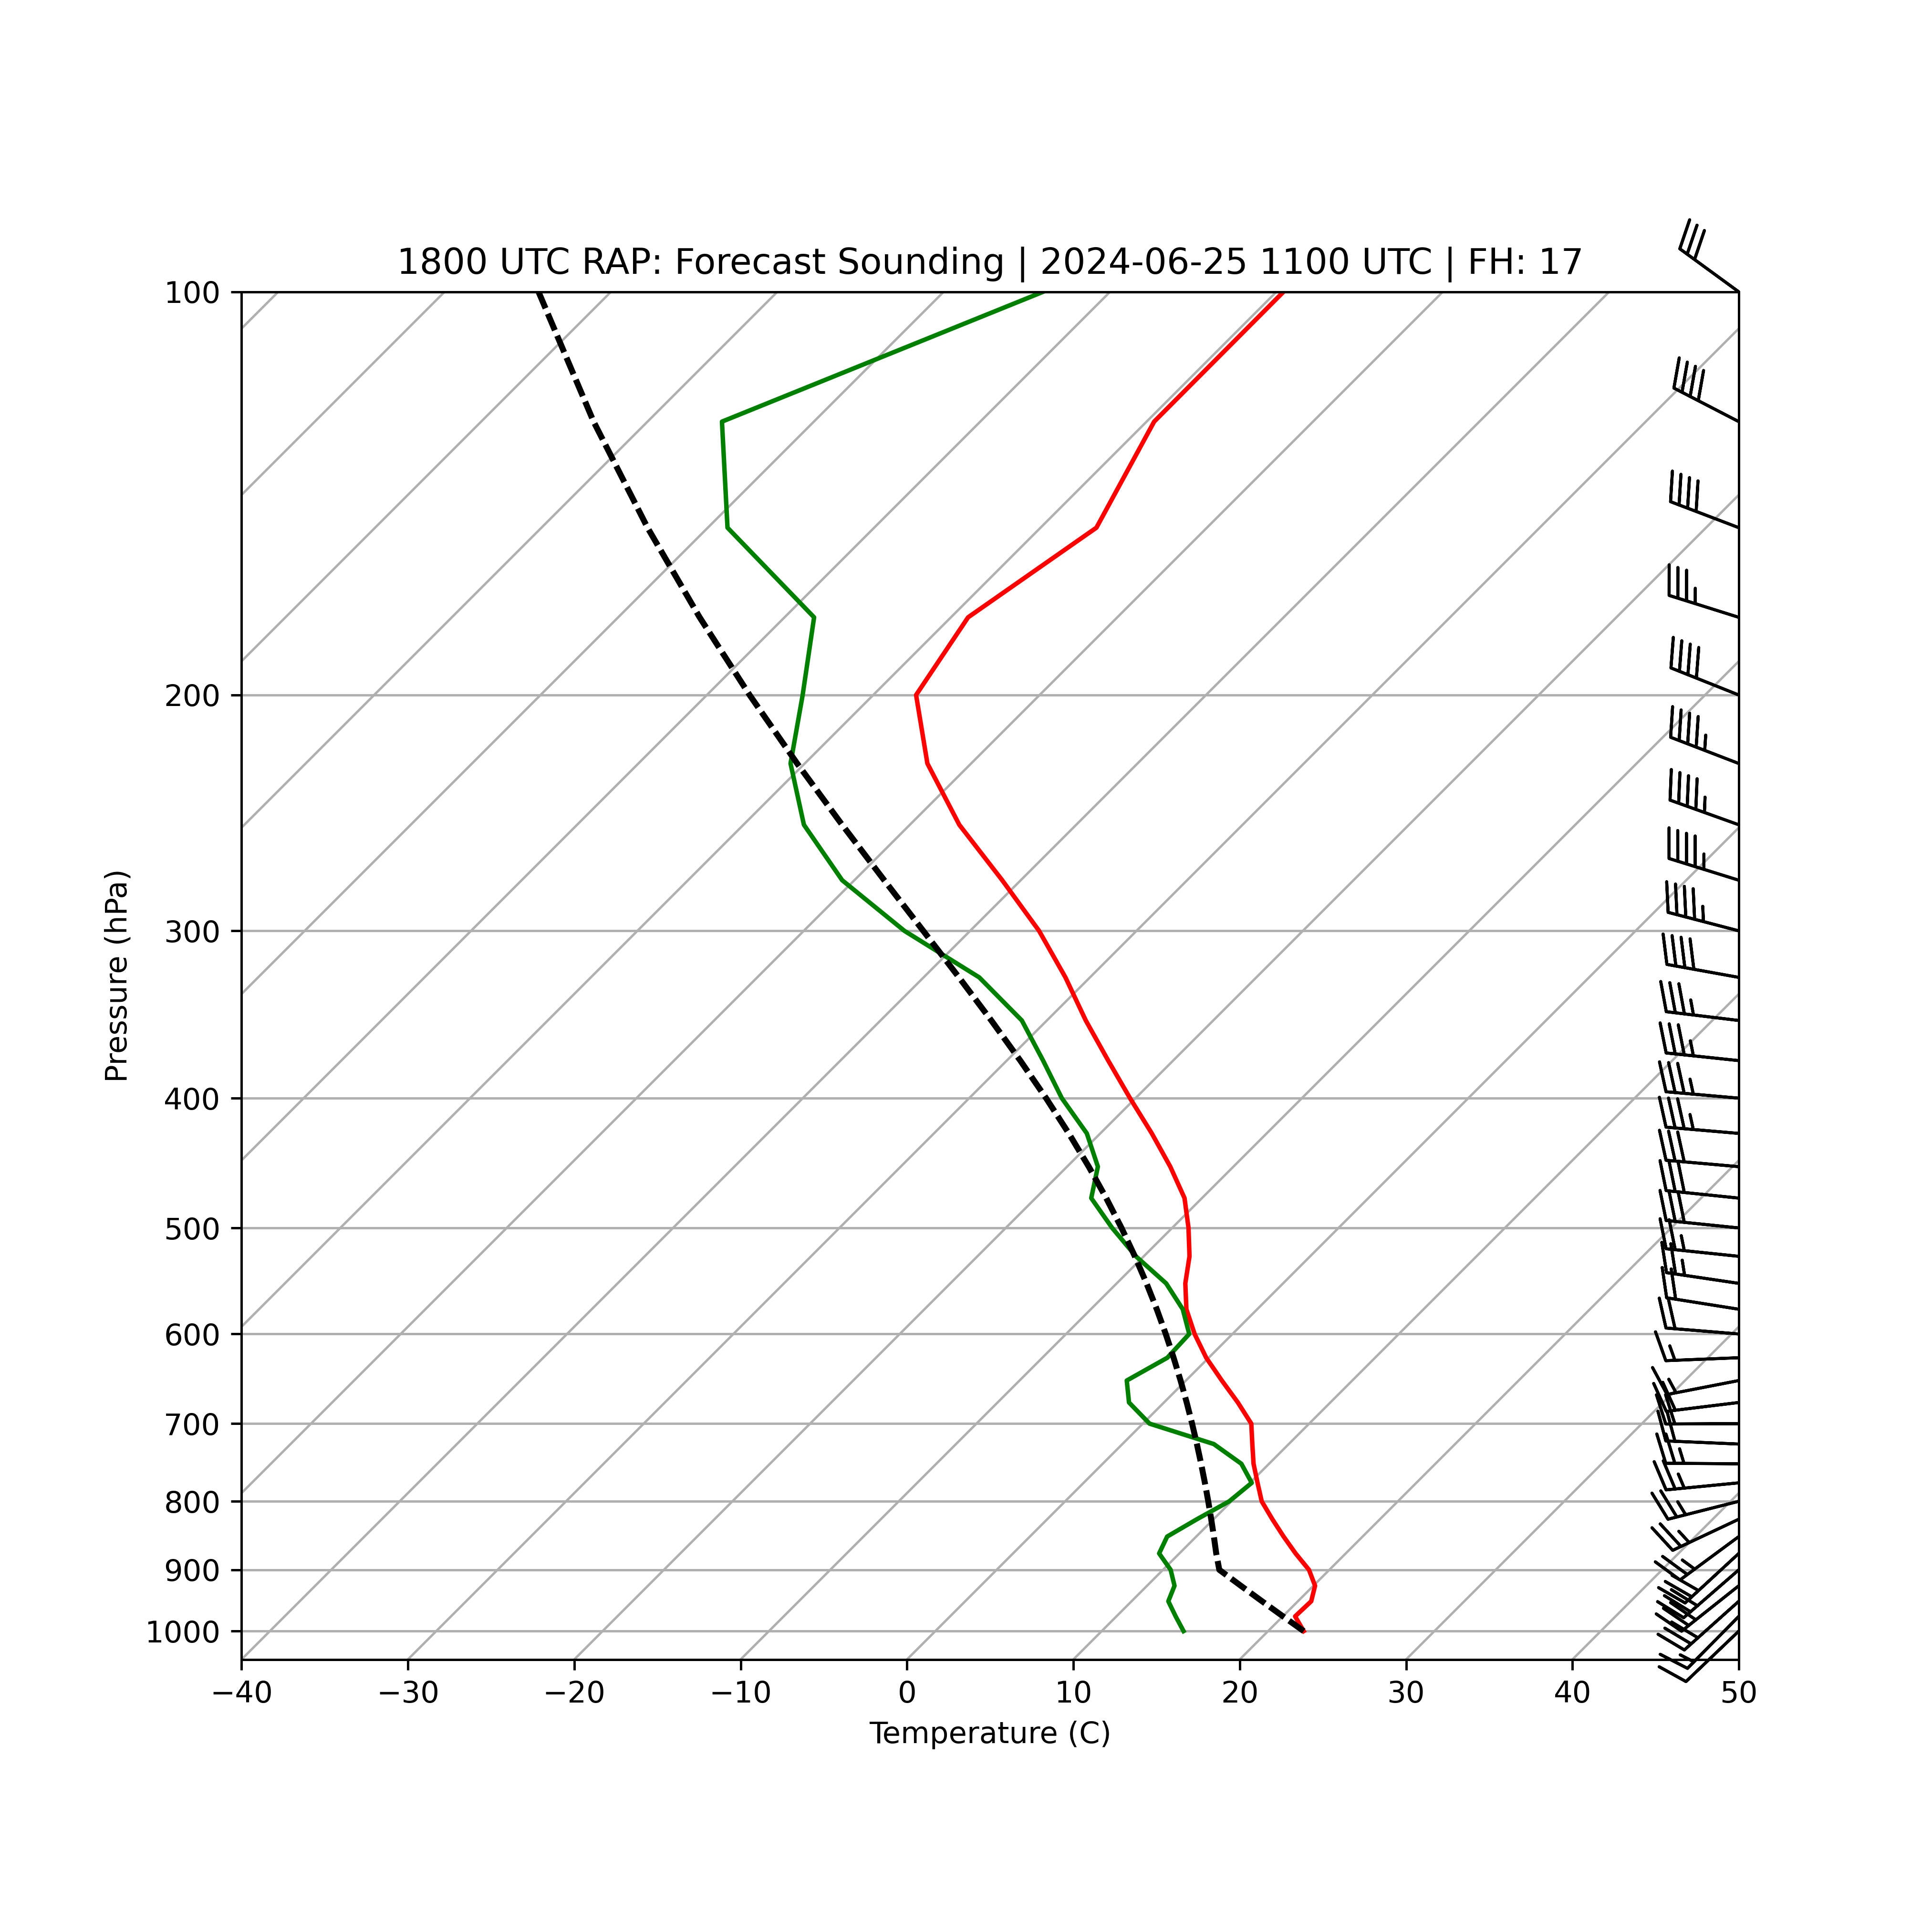 1800 UTC RAP: Forecast Sounding | 2024-06-25 1100 UTC | FH: 17
100
200
300
400
500
600
700
800
900
1000
Pressure (hPa)
−40 −30 −20 −10 0 10 20 30 40 50
Temperature (C)